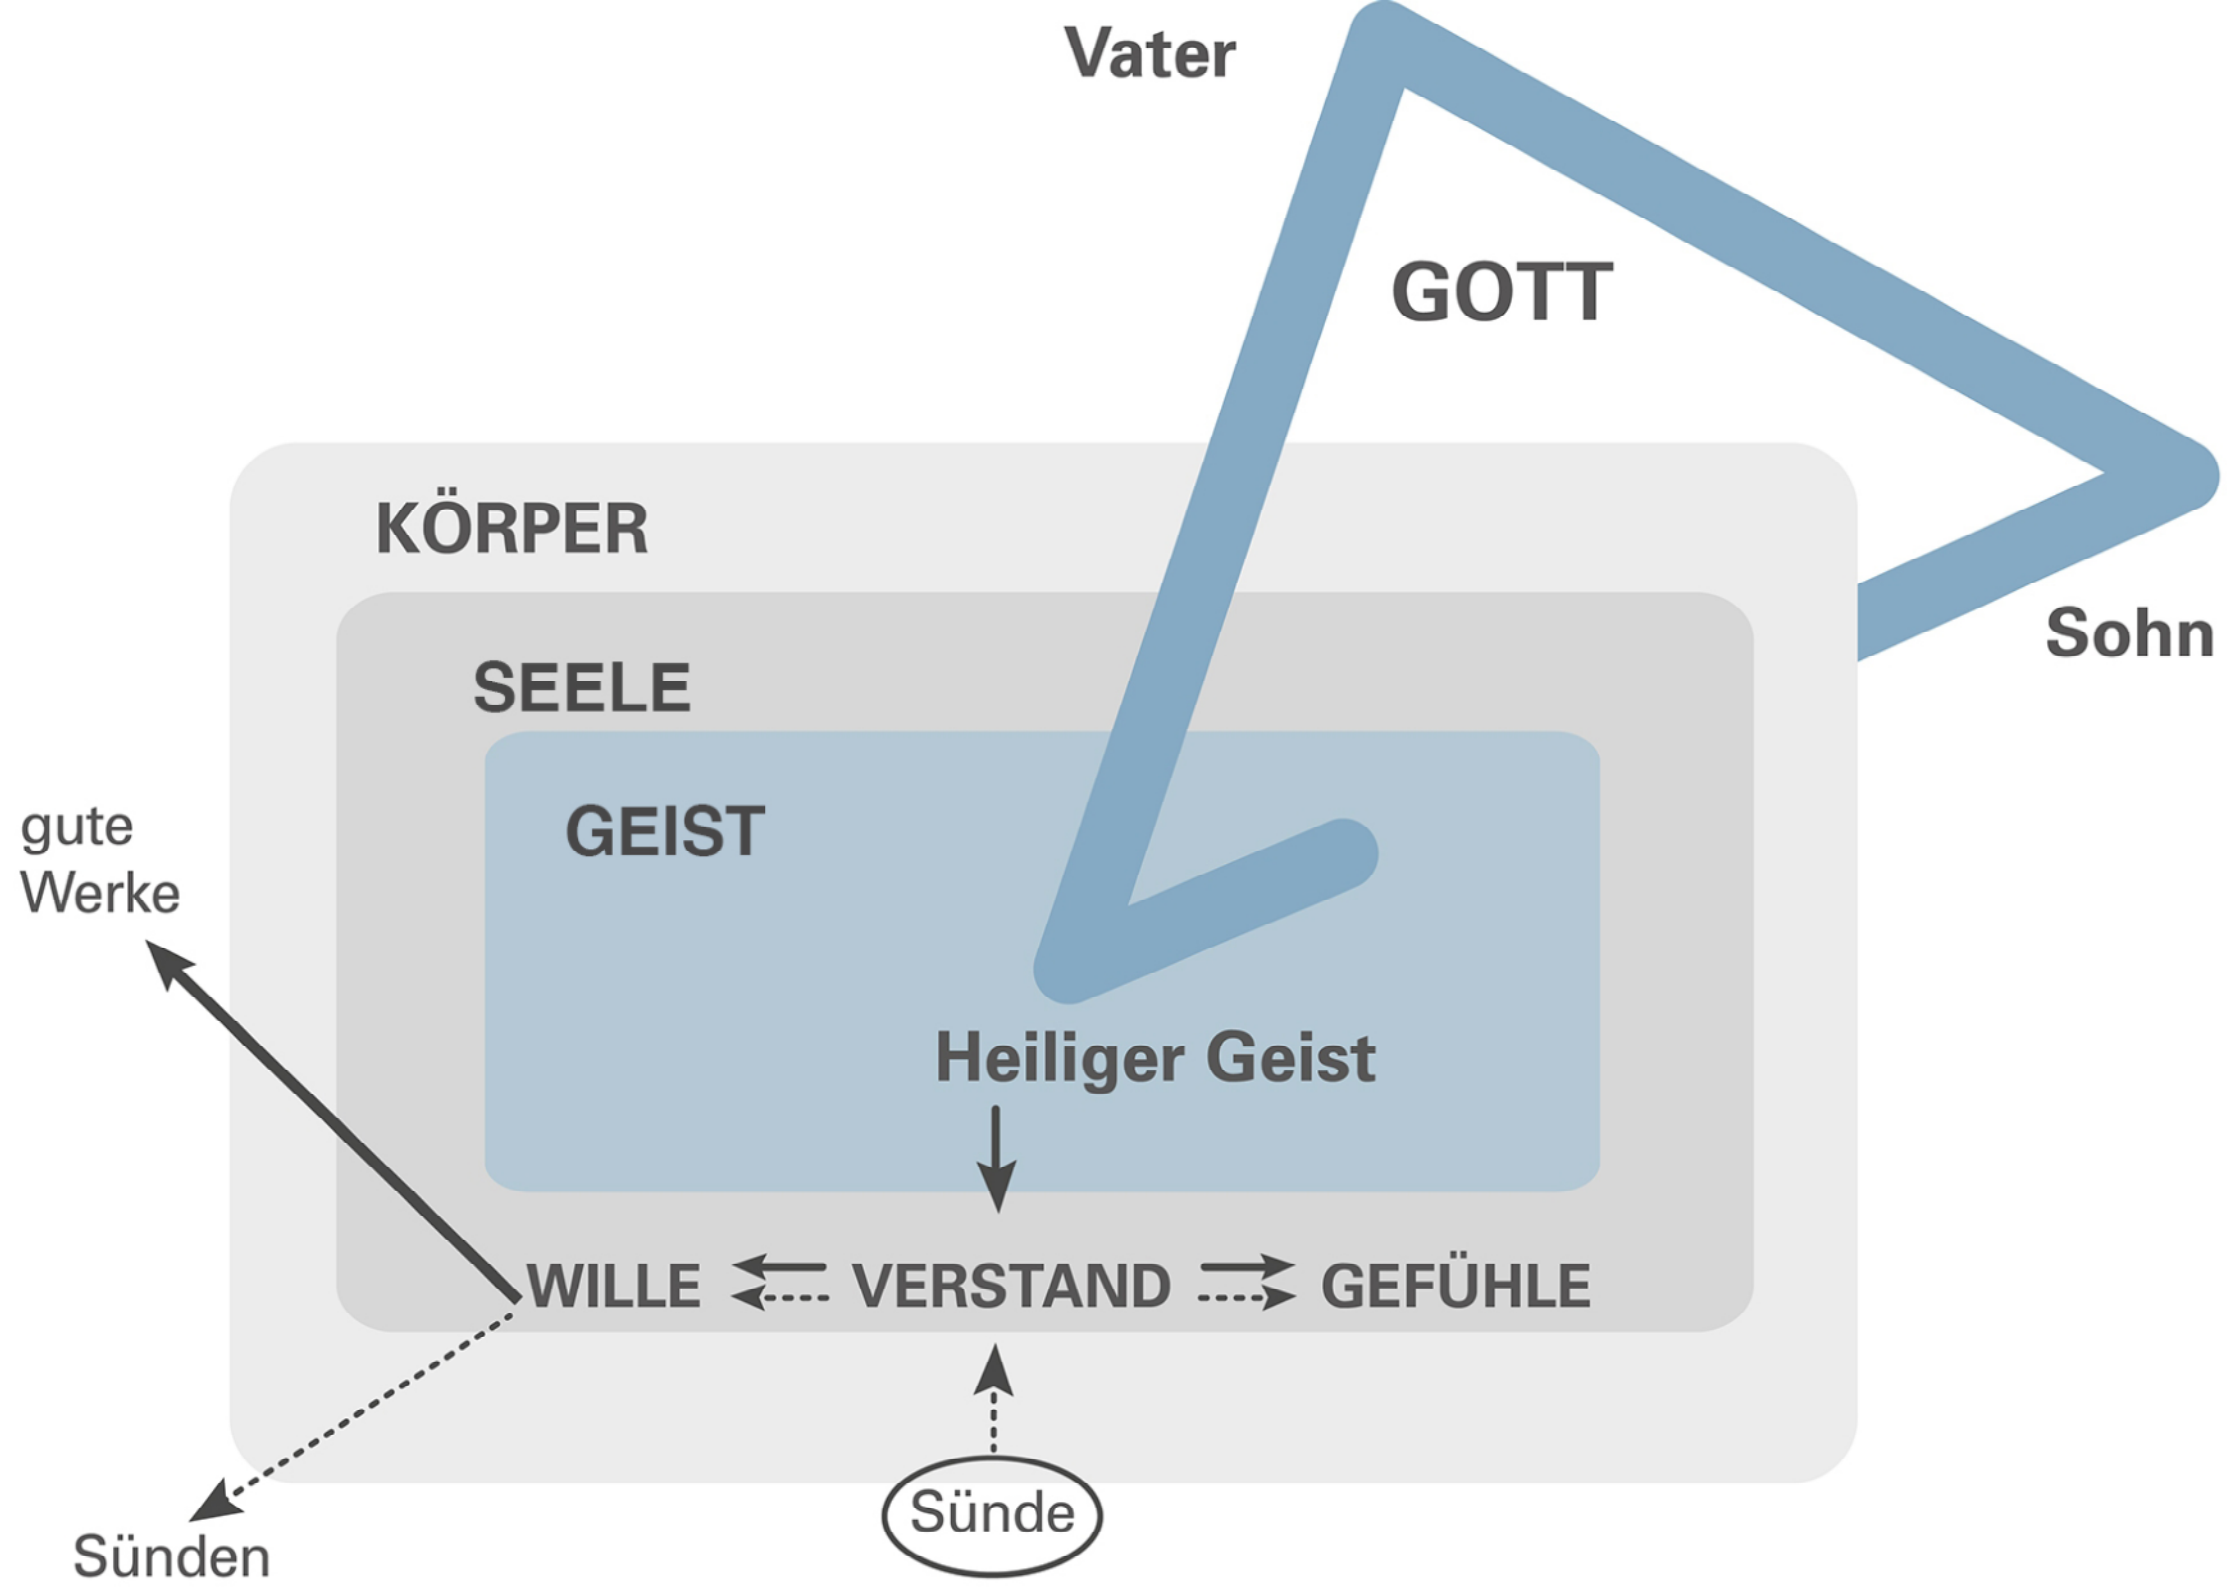 Vater
GOTT
KÖRPER
Sohn
SEELE
GEIST
gute
Werke
Heiliger Geist
WILLE VERSTAND GEFÜHLE
Sünde
Sünden